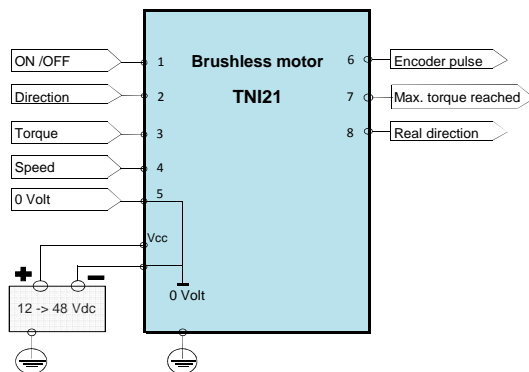 ON /OFF
Direction
Torque
Speed
0 Volt
1
2
3
4
5
Vcc
Brushless motor
TNI21
0 Volt
6
7
8
Encoder pulse
Max. torque reached
Real direction
+
−
12 -> 48 Vdc